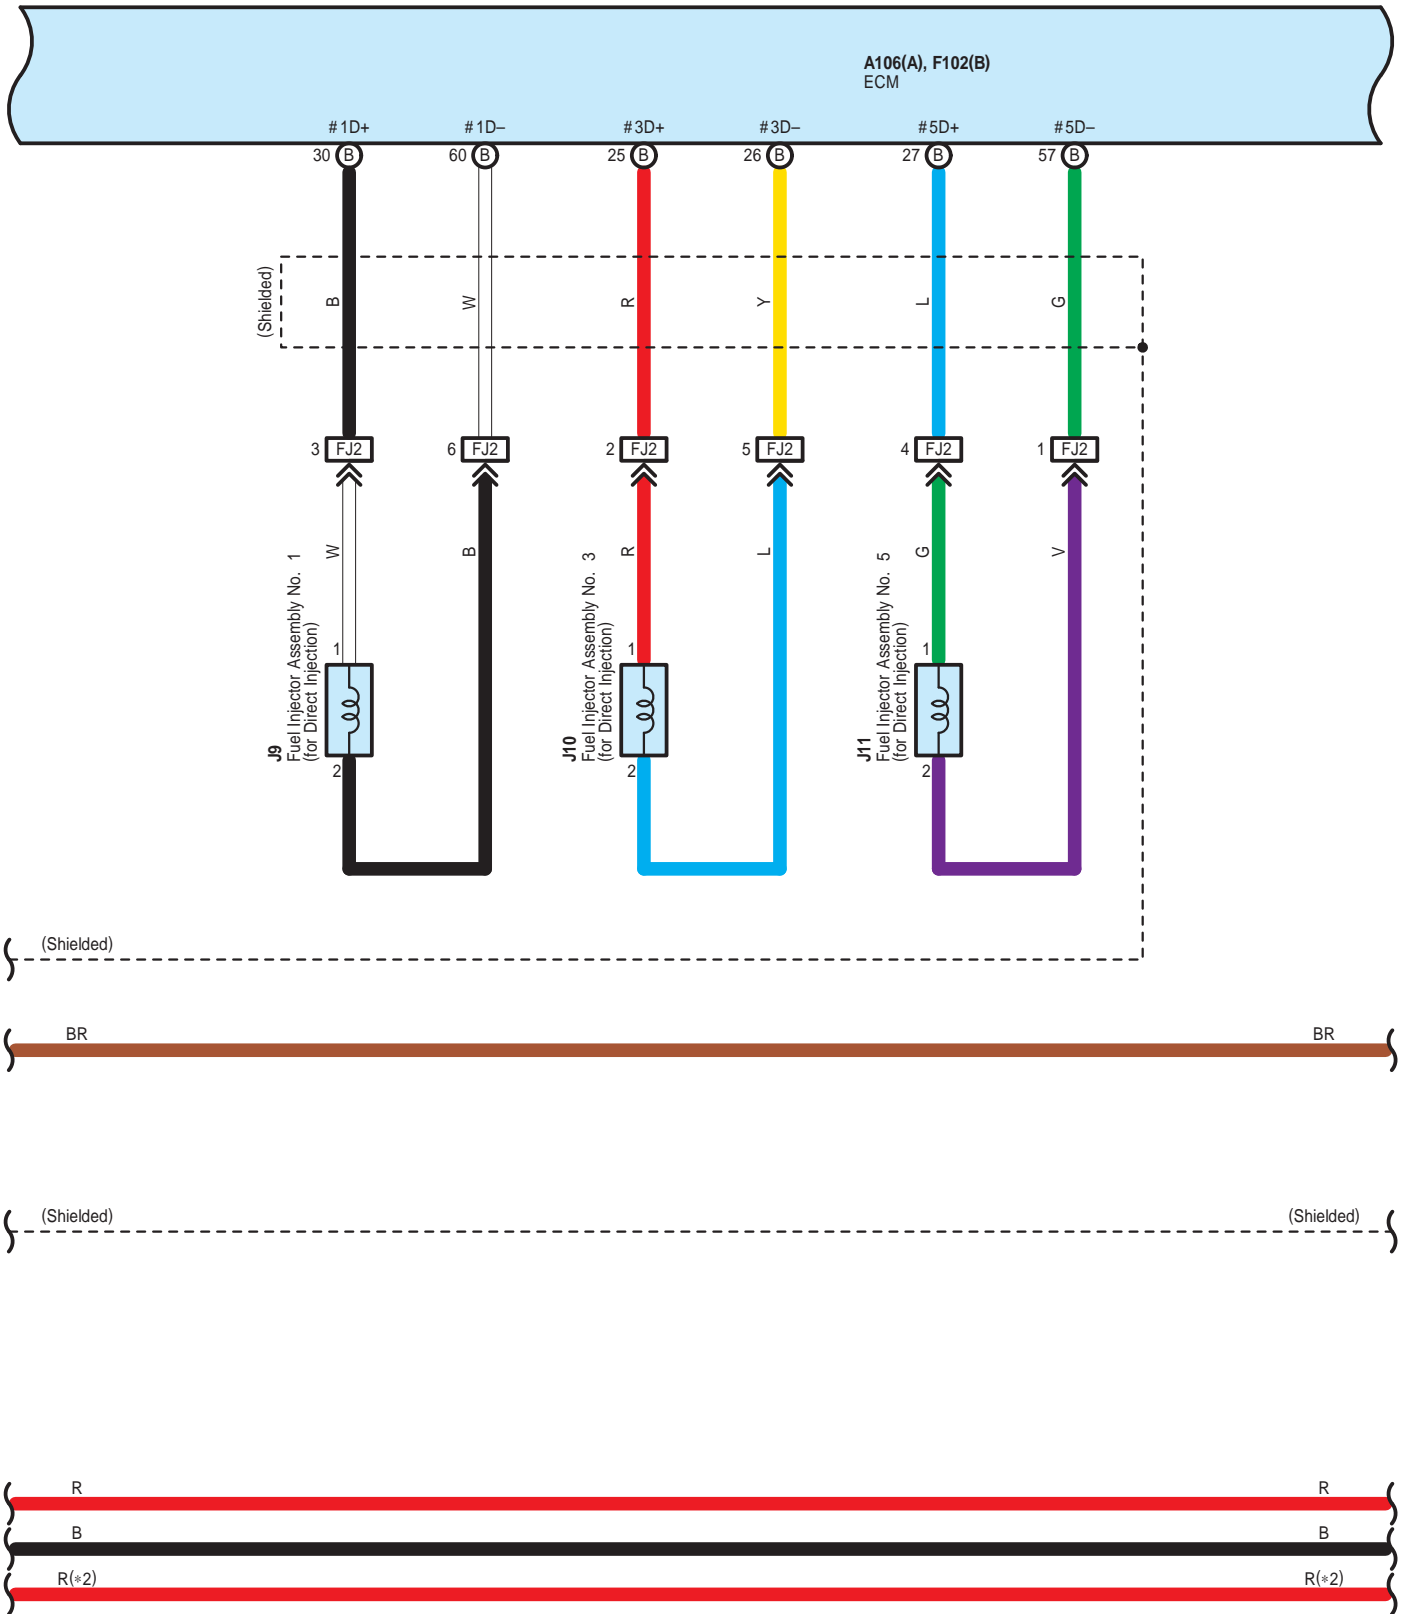 A106(A), F102(B)
ECM
#1D+ #1D– #3D+ #3D– #5D+ #5D–
30 B 60 B 25 B 26 B 27 B 57 B
(Shielded)
B W R Y L G
3 FJ2 6 FJ2 2 FJ2 5 FJ2 4 FJ2 1 FJ2
W B R L G V
1 1 1
J9
Fuel Injector Assembly No. 1
(for Direct Injection)
J10
Fuel Injector Assembly No. 3
(for Direct Injection)
J11
Fuel Injector Assembly No. 5
(for Direct Injection)
2 2 2
(Shielded)
BR BR
(Shielded) (Shielded)
R R
B B
R(*2) R(*2)